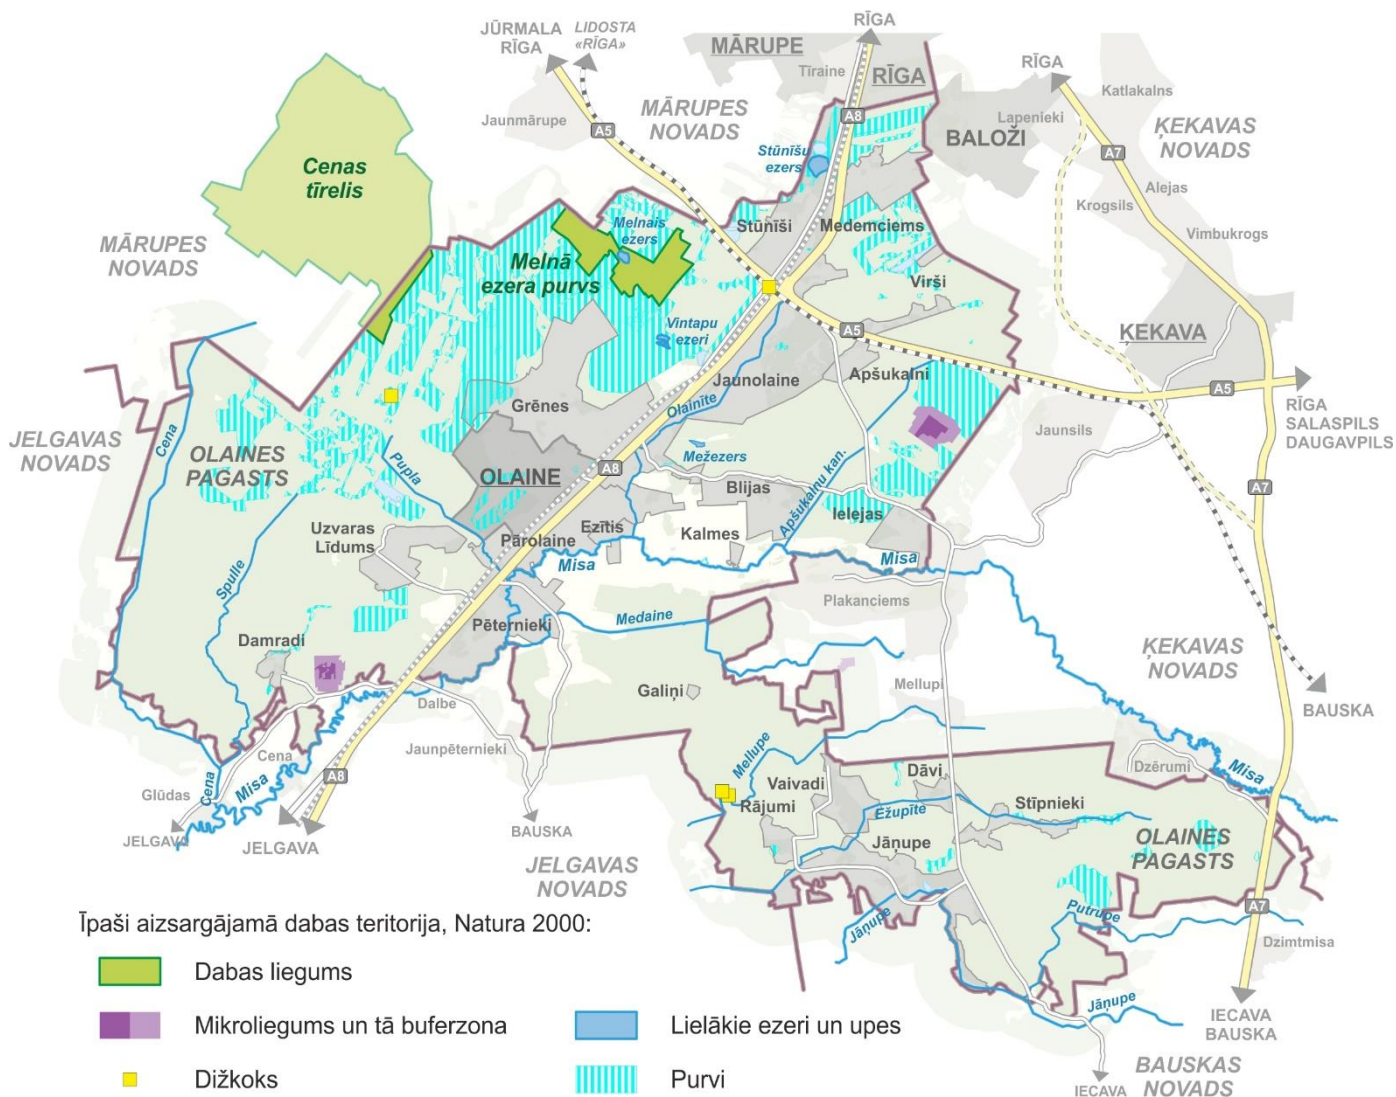 JŪRMALA
RĪGA
LIDOSTA
«RĪGA»
MĀRUPE
RĪGA
Tīraine
RĪGA
RĪGA
Katlakalns
MĀRUPES
NOVADS
Jaunmārupe
A5
A8
Lapenieki
BALOŽI
ĶEKAVAS
NOVADS
A7
Stūnīšu
ezers
Cenas
tīrelis
Alejas
Krogsils
Vimbukrogs
MĀRUPES
NOVADS
Melnais
ezers
Stūnīši
Medemciems
Melnā
ezera purvs
Virši
Vintapu
ezeri
A5
ĶEKAVA
Jaunolaine
Apšukalni
A5
RĪGA
SALASPILS
DAUGAVPILS
Grēnes
Olainīte
Cena
JELGAVAS
NOVADS
OLAINES
PAGASTS
Pupla
OLAINE
A8
Mežezers
Jaunsils
Blijas
Apšukalnu kan.
A7
Ielejas
Uzvaras
Līdums
Pārolaine
Ezītis
Kalmes
Misa
Misa
Misa
Spulle
Plakanciems
Medaine
Pēternieki
Damradi
ĶEKAVAS
NOVADS
Galiņi
Mellupi
Dalbe
BAUSKA
Jaunpēternieki
Cena
Mellupe
Dāvi
Dzērumi
Misa
A8
Misa
Cena
Vaivadi
Rājumi
Stīpnieki
Glūdas
Ežupīte
BAUSKA
JELGAVA
JELGAVA
Jāņupe
OLAINES
PAGASTS
JELGAVAS
NOVADS
A7
Putrupe
Jāņupe
Dzimtmisa
Īpaši aizsargājamā dabas teritorija, Natura 2000:
Dabas liegums
Jāņupe
IECAVA
BAUSKA
Mikroliegums un tā buferzona
Lielākie ezeri un upes
BAUSKAS
NOVADS
Dižkoks
Purvi
IECAVA